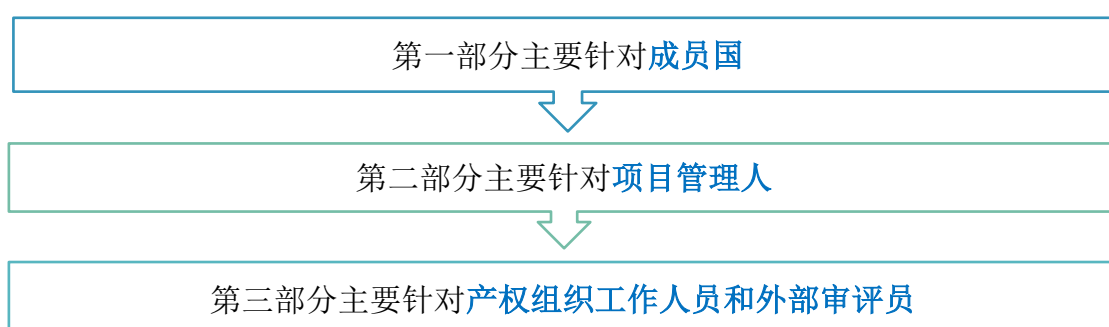 第一部分主要针对成员国
第二部分主要针对项目管理人
第三部分主要针对产权组织工作人员和外部审评员